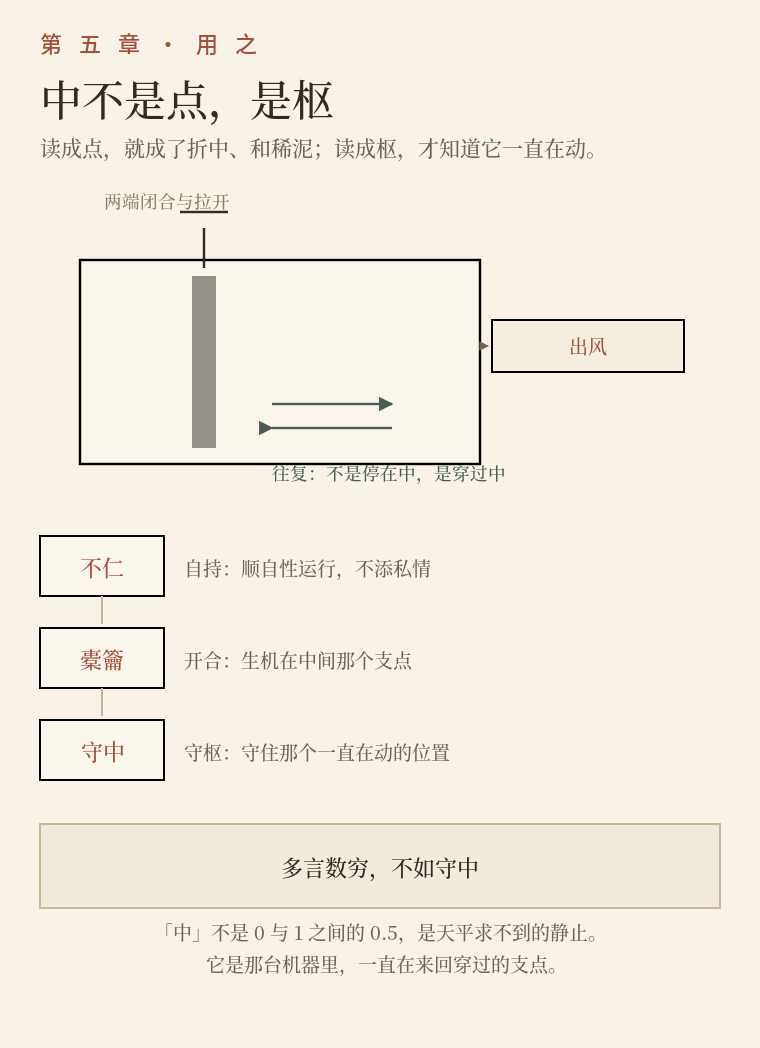 第五章·用之
中不是点，是枢
读成点，就成了折中、和稀泥；读成枢，才知道它一直在动。
两端闭合与拉开
出风
往复：不是停在中，是穿过中
不仁
自持：顺自性运行，不添私情
橐籥
开合：生机在中间那个支点
守中
守枢：守住那个一直在动的位置
多言数穷，不如守中
「中」不是 0 与 1 之间的 0.5，是天平求不到的静止。
它是那台机器里，一直在来回穿过的支点。